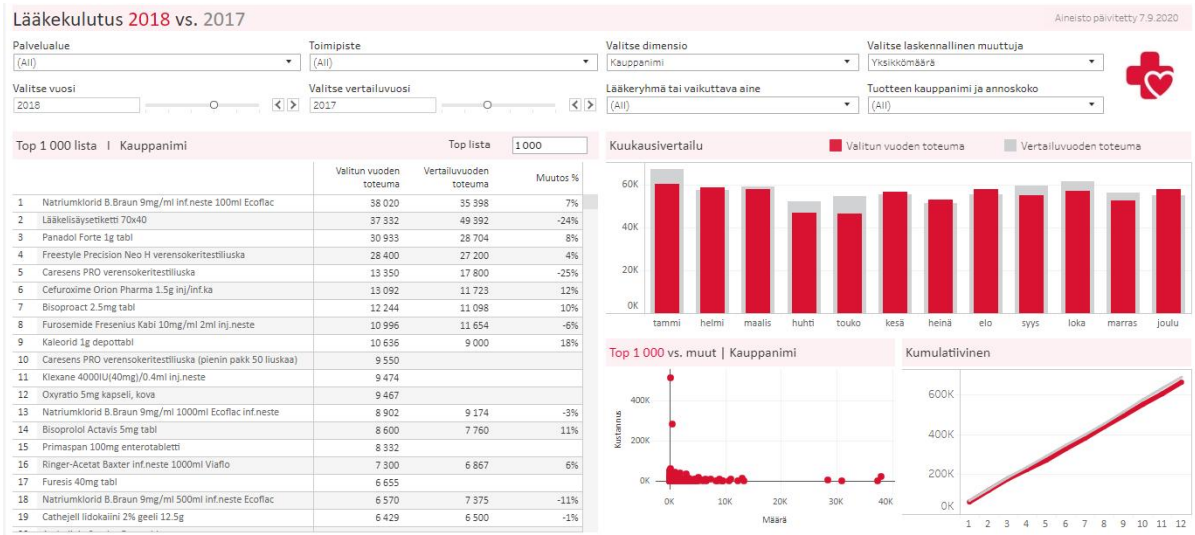 Lääkekulutus 2018 vs. 2017
Aineisto päivitetty 7.9.2020
Palvelualue
(All)
Toimipiste
(All)
Valitse dimensio
Kauppanimi
Valitse laskennallinen muuttuja
Yksikkömäärä
Valitse vuosi
2018
Valitse vertailuvuosi
2017
Lääkeryhmä tai vaikuttava aine
(All)
Tuotteen kauppanimi ja annoskoko
(All)
Top 1 000 lista I Kauppanimi
Top lista 1000
Valitun vuoden toteuma
Vertailuvuoden toteuma
Muutos %
1 Natriumklorid B.Braun 9mg/ml inf.neste 100ml Ecoflac 38 020 35 398 7%
2 Lääkelisäysetiketti 70x40 37 332 49 392 -24%
3 Panadol Forte 1g tabl 30 933 28 704 8%
4 Freestyle Precision Neo H verensokeritestiliuska 28 400 27 200 4%
5 Caresens PRO verensokeritestiliuska 13 350 17 800 -25%
6 Cefuroxime Orion Pharma 1.5g inj/inf.ka 13 092 11 723 12%
7 Bisoproact 2.5mg tabl 12 244 11 098 10%
8 Furosemide Fresenius Kabi 10mg/ml 2ml inj.neste 10 996 11 654 -6%
9 Kaleorid 1g depottabl 10 636 9 000 18%
10 Caresens PRO verensokeritestiliuska (pienin pakk 50 liuskaa) 9 550
11 Klexane 4000IU(40mg)/0.4ml inj.neste 9 474
12 Oxyratio 5mg kapseli, kova 9 467
13 Natriumklorid B.Braun 9mg/ml 1000ml Ecoflac inf.neste 8 902 9 174 -3%
14 Bisoprolol Actavis 5mg tabl 8 600 7 760 11%
15 Primaspan 100mg enterotabletti 8 332
16 Ringer-Acetat Baxter inf.neste 1000ml Viaflo 7 300 6 867 6%
17 Furesis 40mg tabl 6 655
18 Natriumklorid B.Braun 9mg/ml 500ml inf.neste Ecoflac 6 570 7 375 -11%
19 Cathejell lidokaiini 2% geeli 12.5g 6 429 6 500 -1%
Kuukausivertailu
Valitun vuoden toteuma
Vertailuvuoden toteuma
60K
40K
20K
0K
tammi helmi maalis huhti touko kesä heinä elo syys loka marras joulu
Top 1 000 vs. muut | Kauppanimi
Kustannus
400K
200K
0K
0K 10K 20K 30K 40K
Määrä
Kumulatiivinen
600K
400K
200K
0K
1 2 3 4 5 6 7 8 9 10 11 12